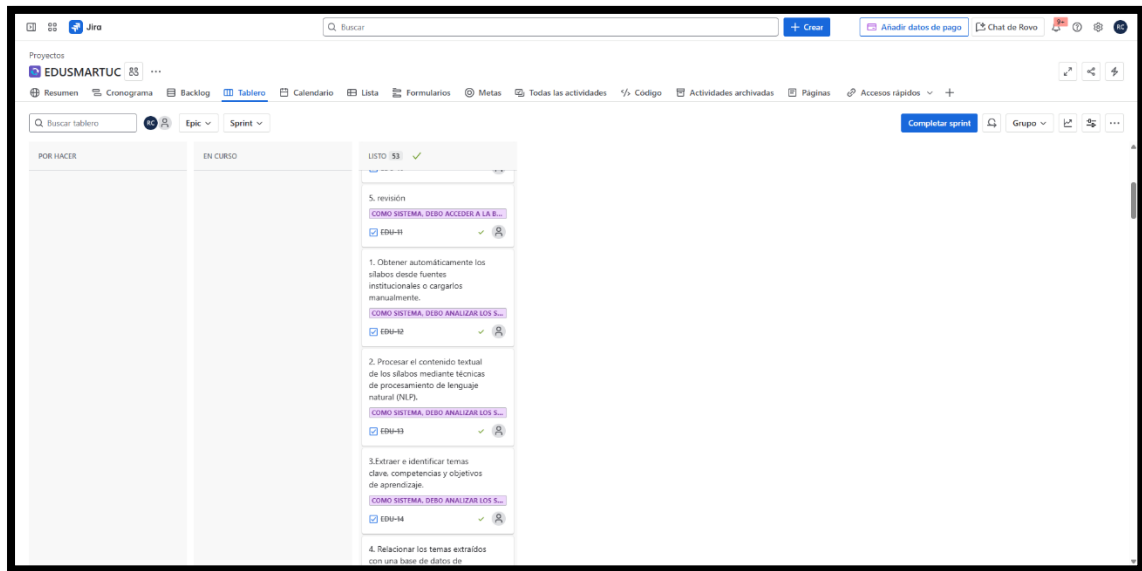 Jira
Buscar
+ Crear
Añadir datos de pago
Chat de Rovo
9+
RC
Proyectos
EDUSMARTUC
Resumen
Cronograma
Backlog
Tablero
Calendario
Lista
Formularios
Metas
Todas las actividades
Código
Actividades archivadas
Páginas
Accesos rápidos
Buscar tablero
RC
Epic
Sprint
Completar sprint
Grupo
POR HACER
EN CURSO
LISTO 53
5. revisión
COMO SISTEMA, DEBO ACCEDER A LA B...
EDU-11
1. Obtener automáticamente los
sílabos desde fuentes
institucionales o cargarlos
manualmente.
COMO SISTEMA, DEBO ANALIZAR LOS S...
EDU-12
2. Procesar el contenido textual
de los sílabos mediante técnicas
de procesamiento de lenguaje
natural (NLP).
COMO SISTEMA, DEBO ANALIZAR LOS S...
EDU-13
3.Extraer e identificar temas
clave, competencias y objetivos
de aprendizaje.
COMO SISTEMA, DEBO ANALIZAR LOS S...
EDU-14
4. Relacionar los temas extraídos
con una base de datos de